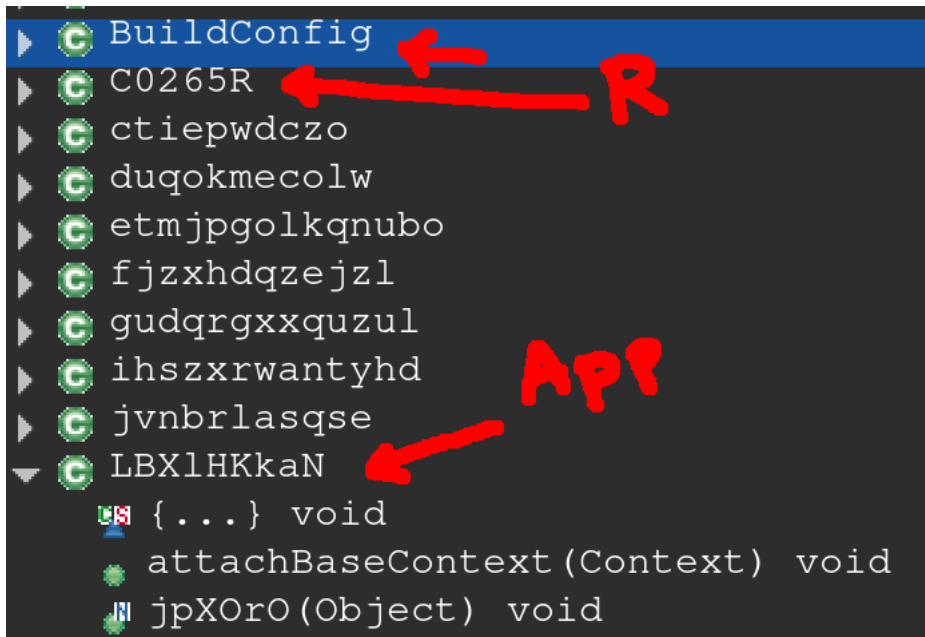 BuildConfig
C0265R
R
ctiepwdczo
duqokmecolw
etmjpgolkqnubo
fjzxhdqzejzl
gudqrgxxquzul
ihszxrwantyhd
App
jvnbrlasqse
LBXlHKkaN
{...} void
attachBaseContext(Context) void
jpXOrO(Object) void